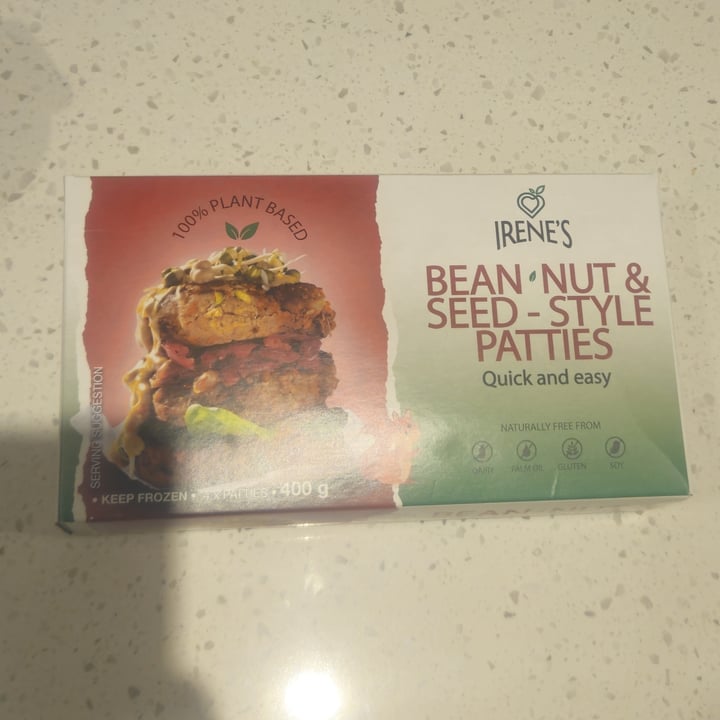 100% PLANT BASED
SERVING SUGGESTION
• KEEP FROZEN • 4 X PATTIES • 400 g
IRENE'S
BEAN NUT &
SEED - STYLE
PATTIES
Quick and easy
NATURALLY FREE FROM
DAIRY PALM OIL GLUTEN SOY